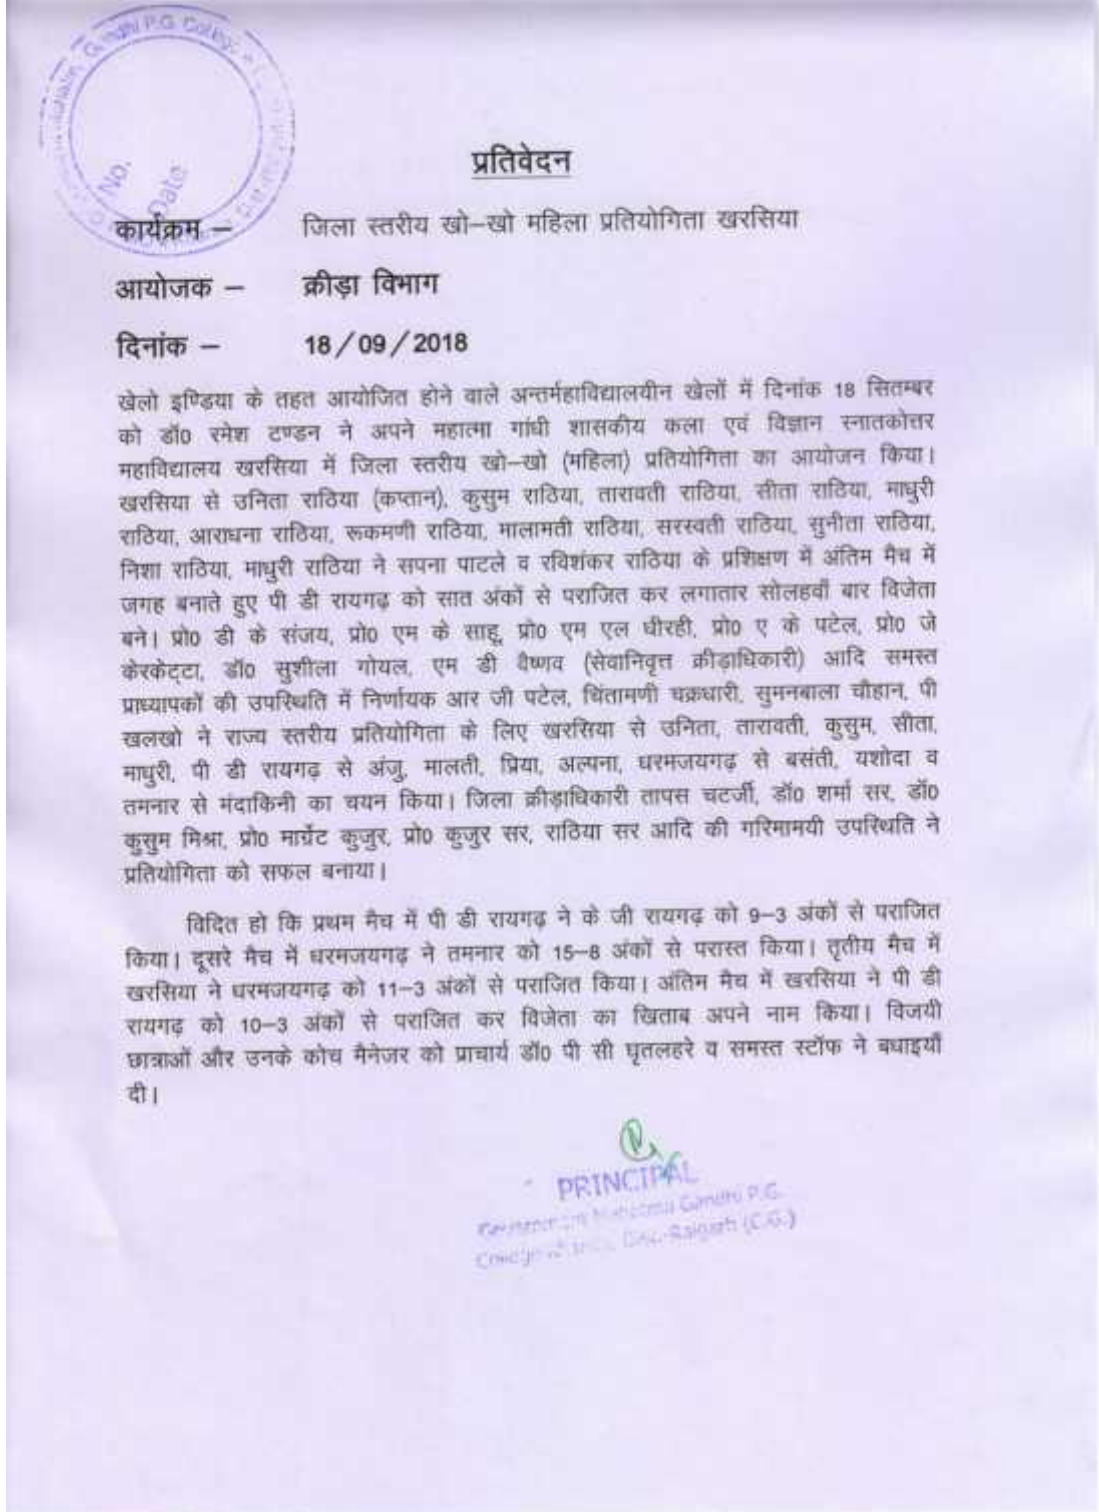 Gandhi P.G. College
No.
Date
प्रतिवेदन
कार्यक्रम – जिला स्तरीय खो–खो महिला प्रतियोगिता खरसिया
आयोजक – क्रीड़ा विभाग
दिनांक – 18/09/2018
खेलो इण्डिया के तहत आयोजित होने वाले अन्तर्महाविद्यालयीन खेलों में दिनांक 18 सितम्बर
को डॉ0 रमेश टण्डन ने अपने महात्मा गांधी शासकीय कला एवं विज्ञान स्नातकोत्तर
महाविद्यालय खरसिया में जिला स्तरीय खो–खो (महिला) प्रतियोगिता का आयोजन किया।
खरसिया से उनिता राठिया (कप्तान), कुसुम राठिया, तारावती राठिया, सीता राठिया, माधुरी
राठिया, आराधना राठिया, रूकमणी राठिया, मालामती राठिया, सरस्वती राठिया, सुनीता राठिया,
निशा राठिया, माधुरी राठिया ने सपना पाटले व रविशंकर राठिया के प्रशिक्षण में अंतिम मैच में
जगह बनाते हुए पी डी रायगढ़ को सात अंकों से पराजित कर लगातार सोलहवाँ बार विजेता
बने। प्रो0 डी के संजय, प्रो0 एम के साहू, प्रो0 एम एल धीरही, प्रो0 ए के पटेल, प्रो0 जे
केरकेट्टा, डॉ0 सुशीला गोयल, एम डी वैष्णव (सेवानिवृत्त क्रीड़ाधिकारी) आदि समस्त
प्राध्यापकों की उपस्थिति में निर्णायक आर जी पटेल, चिंतामणी चक्रधारी, सुमनबाला चौहान, पी
खलखो ने राज्य स्तरीय प्रतियोगिता के लिए खरसिया से उनिता, तारावती, कुसुम, सीता,
माधुरी, पी डी रायगढ़ से अंजु, मालती, प्रिया, अल्पना, धरमजयगढ़ से बसंती, यशोदा व
तमनार से मंदाकिनी का चयन किया। जिला क्रीड़ाधिकारी तापस चटर्जी, डॉ0 शर्मा सर, डॉ0
कुसुम मिश्रा, प्रो0 मार्ग्रेट कुजुर, प्रो0 कुजुर सर, राठिया सर आदि की गरिमामयी उपस्थिति ने
प्रतियोगिता को सफल बनाया।
विदित हो कि प्रथम मैच में पी डी रायगढ़ ने के जी रायगढ़ को 9–3 अंकों से पराजित
किया। दूसरे मैच में धरमजयगढ़ ने तमनार को 15–8 अंकों से परास्त किया। तृतीय मैच में
खरसिया ने धरमजयगढ़ को 11–3 अंकों से पराजित किया। अंतिम मैच में खरसिया ने पी डी
रायगढ़ को 10–3 अंकों से पराजित कर विजेता का खिताब अपने नाम किया। विजयी
छात्राओं और उनके कोच मैनेजर को प्राचार्य डॉ0 पी सी घृतलहरे व समस्त स्टॉफ ने बधाइयाँ
दी।
PRINCIPAL
Gandhi P.G.
College Raigarh (C.G.)